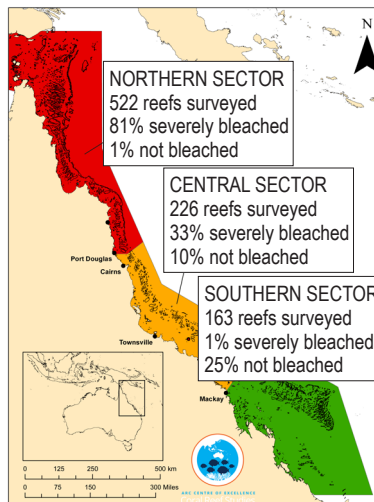 N
NORTHERN SECTOR
522 reefs surveyed
81% severely bleached
1% not bleached
CENTRAL SECTOR
226 reefs surveyed
33% severely bleached
10% not bleached
Port Douglas
Cairns
SOUTHERN SECTOR
163 reefs surveyed
1% severely bleached
25% not bleached
Townsville
Mackay
0 125 250 500 km
0 75 150 300 Miles
ARC CENTRE OF EXCELLENCE